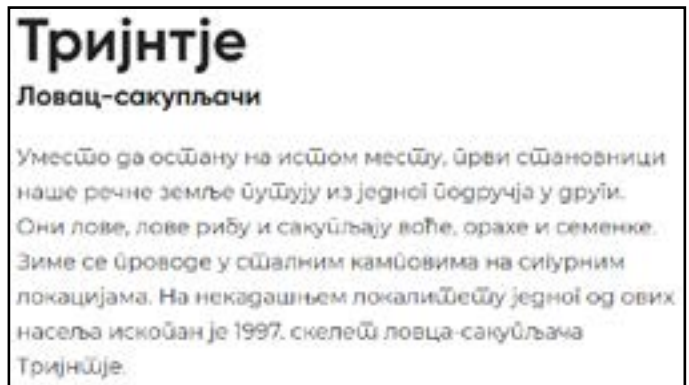 Тријнтје
Ловац-сакупљачи
Уместо да остану на истом месту, први становници
наше речне земље путују из једног подручја у други.
Они лове, лове рибу и сакупљају воће, орахе и семенке.
Зиме се проводе у сталним камповима на сигурним
локацијама. На некадашњем локалитету једног од ових
насеља ископан је 1997. скелет ловца-сакупљача
Тријнтје.